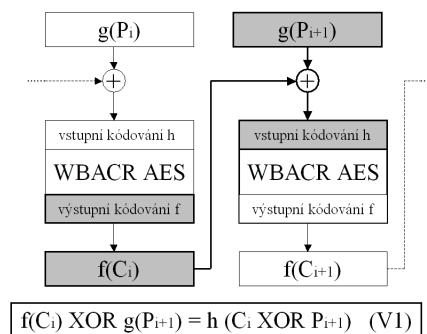 g(Pi)
g(Pi+1)
+
+
vstupní kódování h
vstupní kódování h
WBACR AES
WBACR AES
výstupní kódování f
výstupní kódování f
f(Ci)
f(Ci+1)
f(Ci) XOR g(Pi+1) = h (Ci XOR Pi+1) (V1)